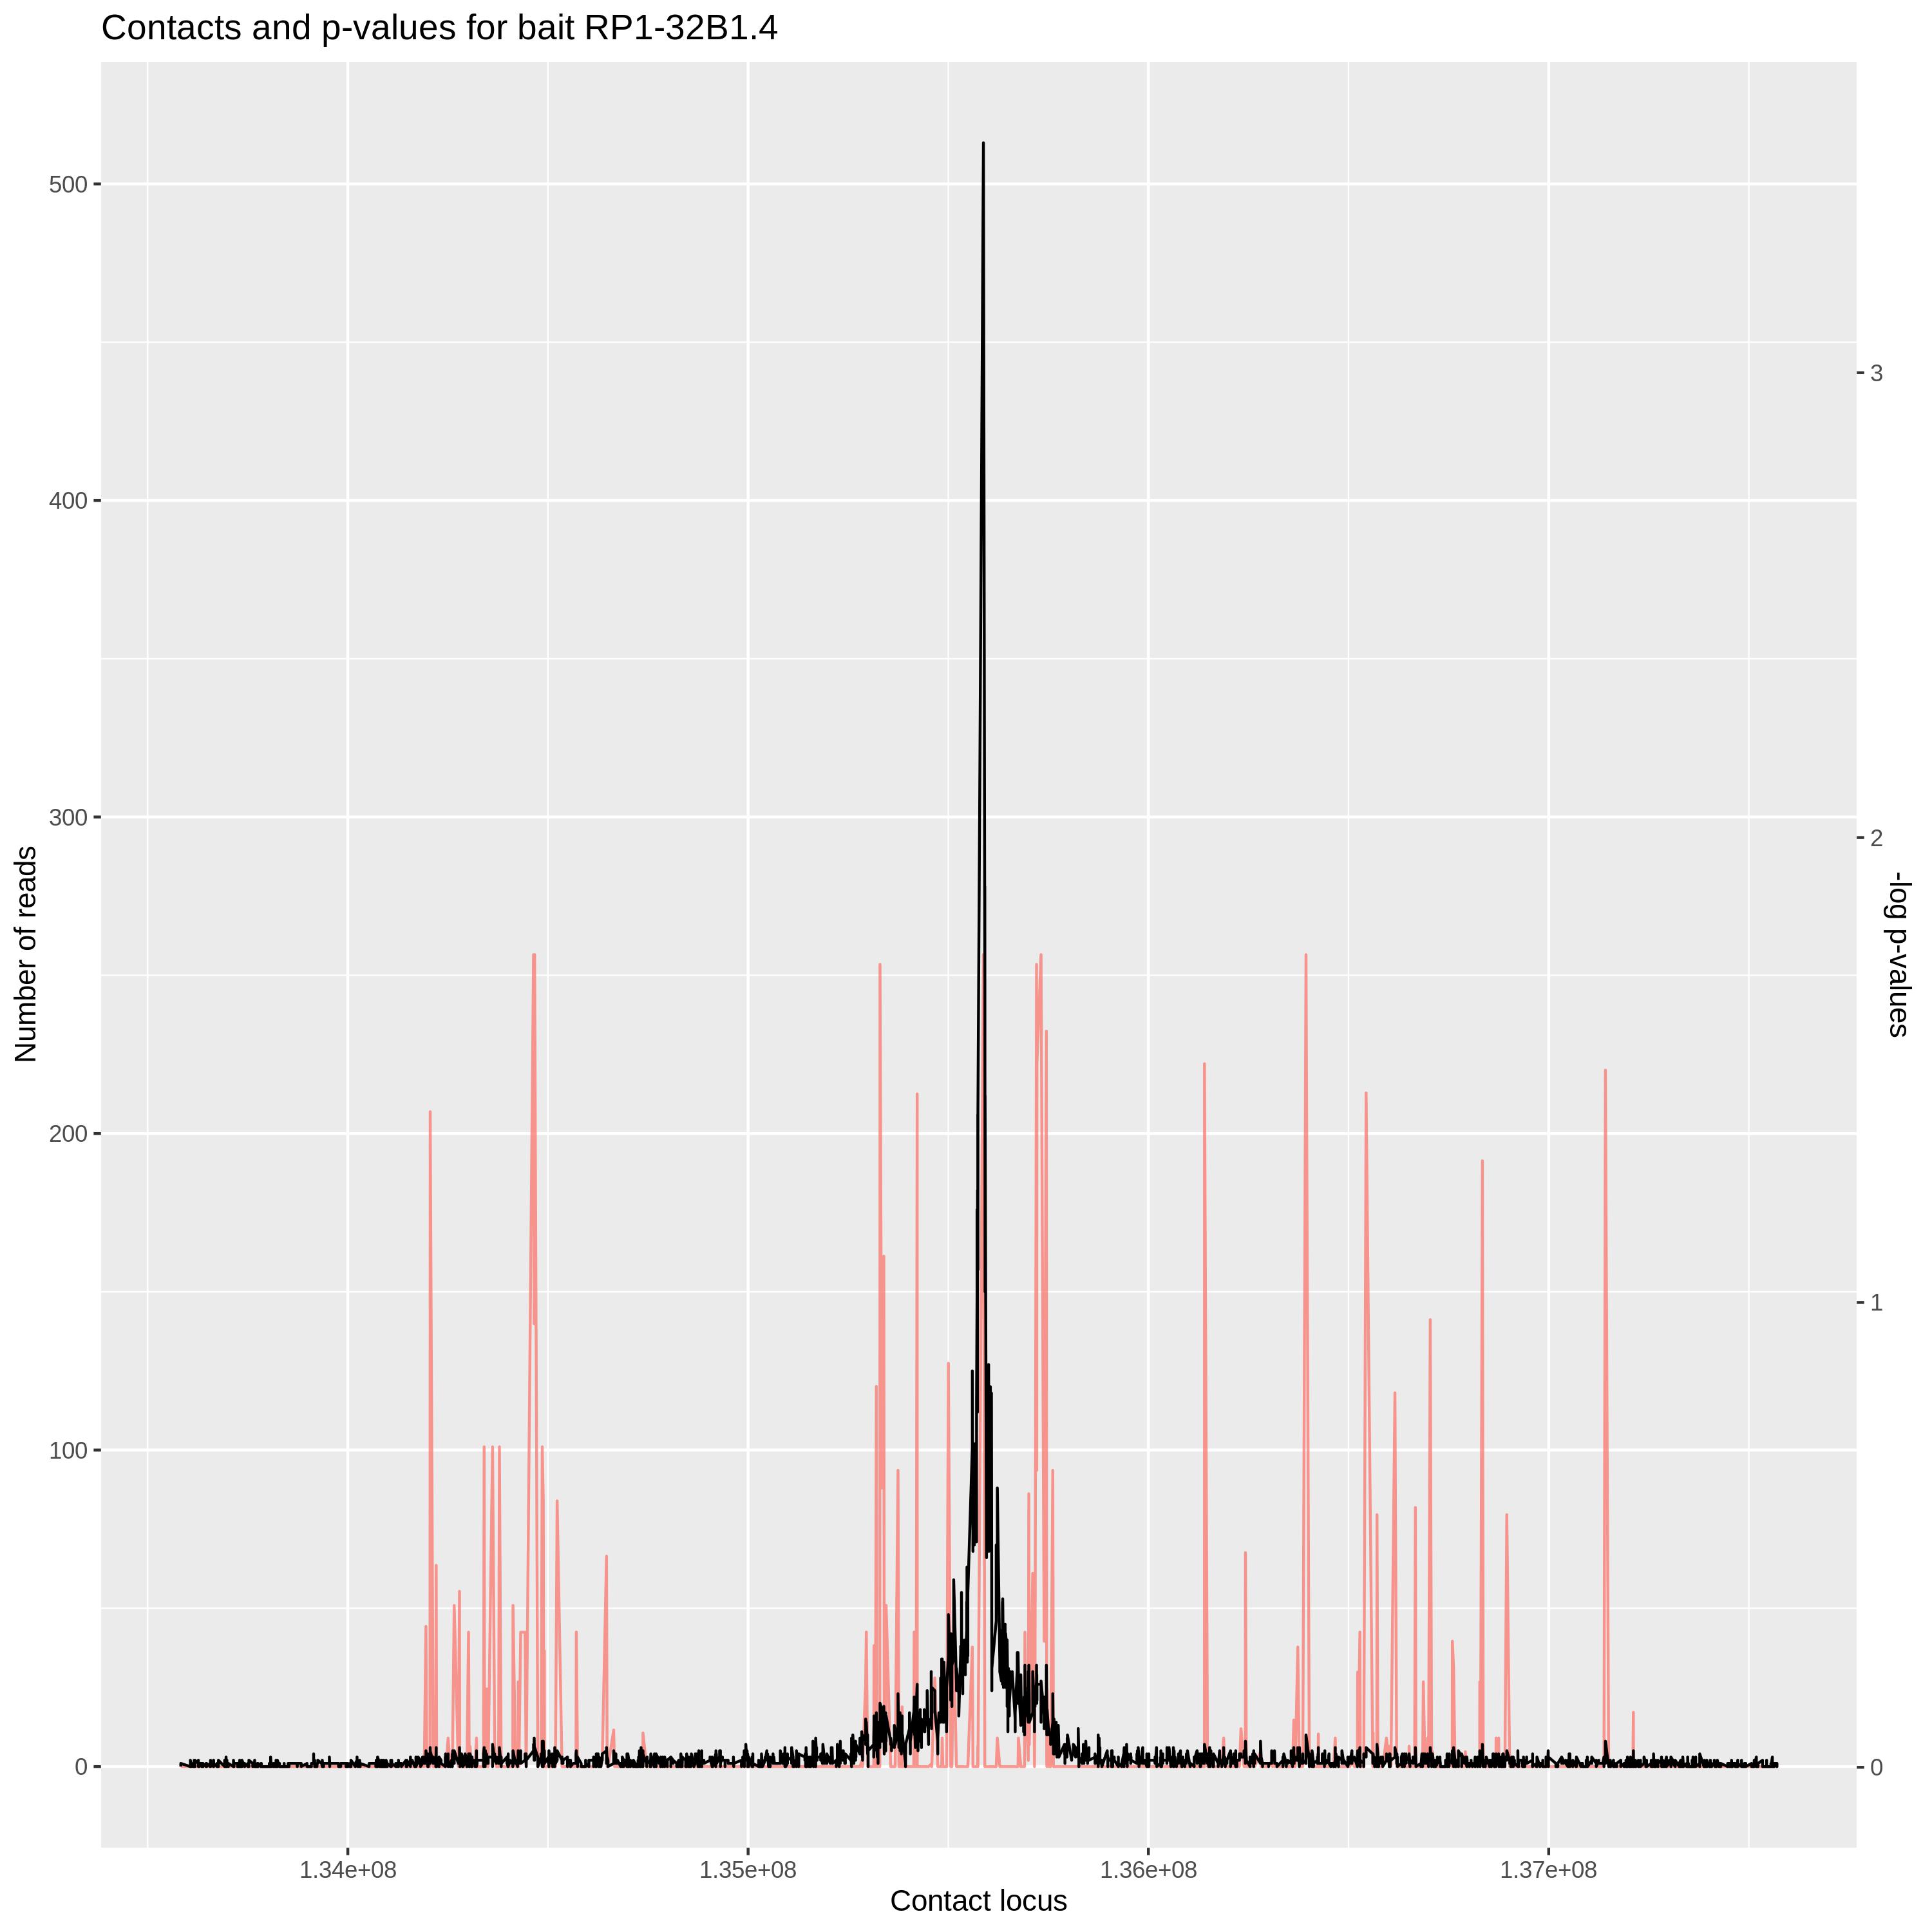 Contacts and p-values for bait RP1-32B1.4
Number of reads
500
400
300
200
100
0
3
2
1
0
-log p-values
1.34e+08
1.35e+08
1.36e+08
1.37e+08
Contact locus